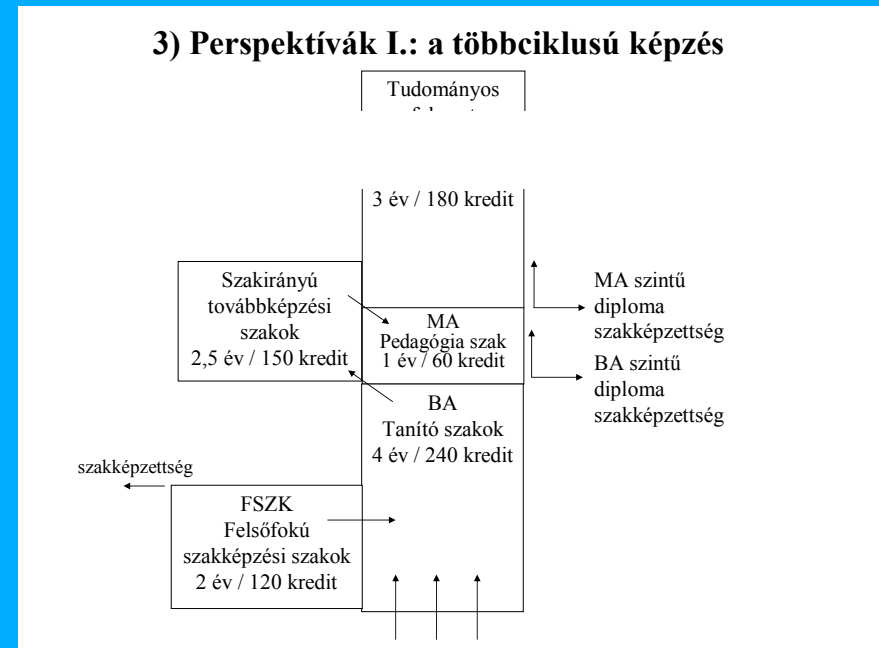 3) Perspektívák I.: a többciklusú képzés
Tudományos
3 év / 180 kredit
Szakirányú
továbbképzési
szakok
2,5 év / 150 kredit
MA
Pedagógia szak
1 év / 60 kredit
MA szintű
diploma
szakképzettség
BA szintű
diploma
szakképzettség
BA
Tanító szakok
4 év / 240 kredit
szakképzettség
FSZK
Felsőfokú
szakképzési szakok
2 év / 120 kredit